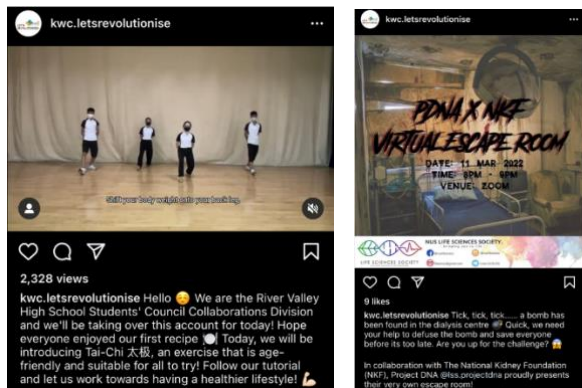 kwc.letsrevolutionise
Shift your body weight onto your back leg.
2,328 views
kwc.letsrevolutionise Hello 😚 We are the River Valley
High School Students' Council Collaborations Division
and we'll be taking over this account for today! Hope
everyone enjoyed our first recipe 🍽️| Today, we will be
introducing Tai-Chi 太极, an exercise that is age-
friendly and suitable for all to try! Follow our tutorial
and let us work towards having a healthier lifestyle! 💪
kwc.letsrevolutionise
PDNA X NKF
VIRTUAL ESCAPE ROOM
DATE: 11 MAR 2022
TIME: 8PM - 9PM
VENUE: ZOOM
LIFE SCIENCES SOCIETY
NUS LIFE SCIENCES SOCIETY
9 likes
kwc.letsrevolutionise Tick, tick, tick...... a bomb has
been found in the dialysis centre 💣 Quick, we need
your help to defuse the bomb and save everyone
before its too late. Are you up for the challenge? 😱
In collaboration with The National Kidney Foundation
(NKF), Project DNA @lss.projectdna proudly presents
their very own escape room!